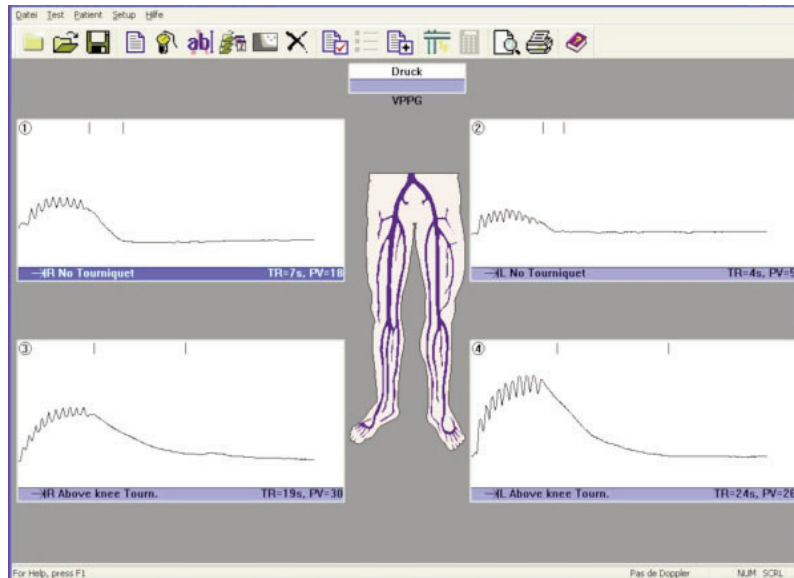 Datei Test Patient Setup Hilfe
ab|
Druck
VPPG
①
②
R No Tourniquet TR=7s, PV=18
L No Tourniquet TR=4s, PV=5
③
④
R Above knee Tourn. TR=19s, PV=30
L Above knee Tourn. TR=24s, PV=26
For Help, press F1 Pas de Doppler NUM SCRL